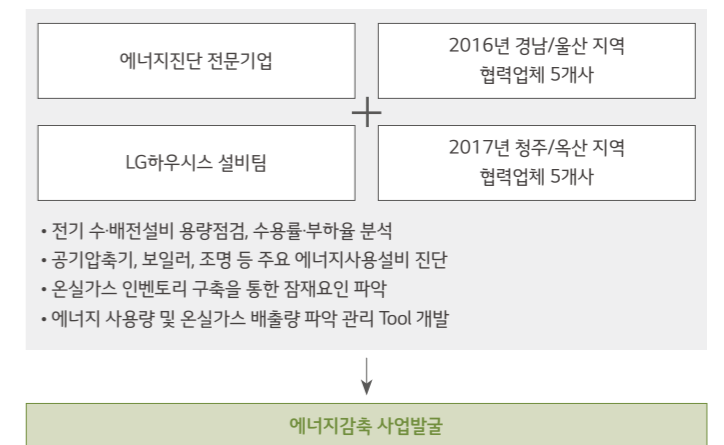 에너지진단 전문기업
2016년 경남/울산 지역
협력업체 5개사
+
LG하우시스 설비팀
2017년 청주/옥산 지역
협력업체 5개사
• 전기 수·배전설비 용량점검, 수용률·부하율 분석
• 공기압축기, 보일러, 조명 등 주요 에너지사용설비 진단
• 온실가스 인벤토리 구축을 통한 잠재요인 파악
• 에너지 사용량 및 온실가스 배출량 파악 관리 Tool 개발
에너지감축 사업발굴